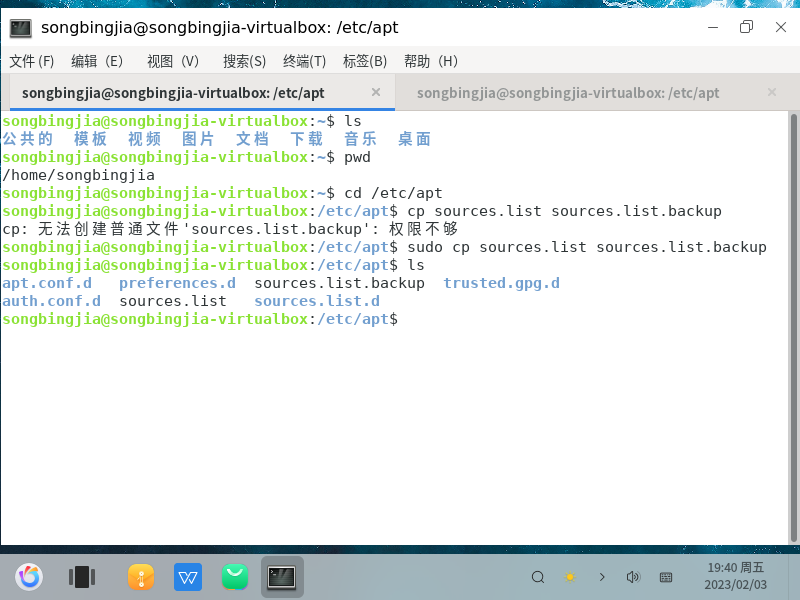 songbingjia@songbingjia-virtualbox: /etc/apt
文件 (F) 编辑（E） 视图（V） 搜索(S) 终端(T) 标签(B) 帮助（H）
songbingjia@songbingjia-virtualbox: /etc/apt × songbingjia@songbingjia-virtualbox: /etc/apt ×
songbingjia@songbingjia-virtualbox:~$ ls
公共的 模板 视频 图片 文档 下载 音乐 桌面
songbingjia@songbingjia-virtualbox:~$ pwd
/home/songbingjia
songbingjia@songbingjia-virtualbox:~$ cd /etc/apt
songbingjia@songbingjia-virtualbox:/etc/apt$ cp sources.list sources.list.backup
cp: 无法创建普通文件'sources.list.backup': 权限不够
songbingjia@songbingjia-virtualbox:/etc/apt$ sudo cp sources.list sources.list.backup
songbingjia@songbingjia-virtualbox:/etc/apt$ ls
apt.conf.d preferences.d sources.list.backup trusted.gpg.d
auth.conf.d sources.list sources.list.d
songbingjia@songbingjia-virtualbox:/etc/apt$
19:40 周五
2023/02/03